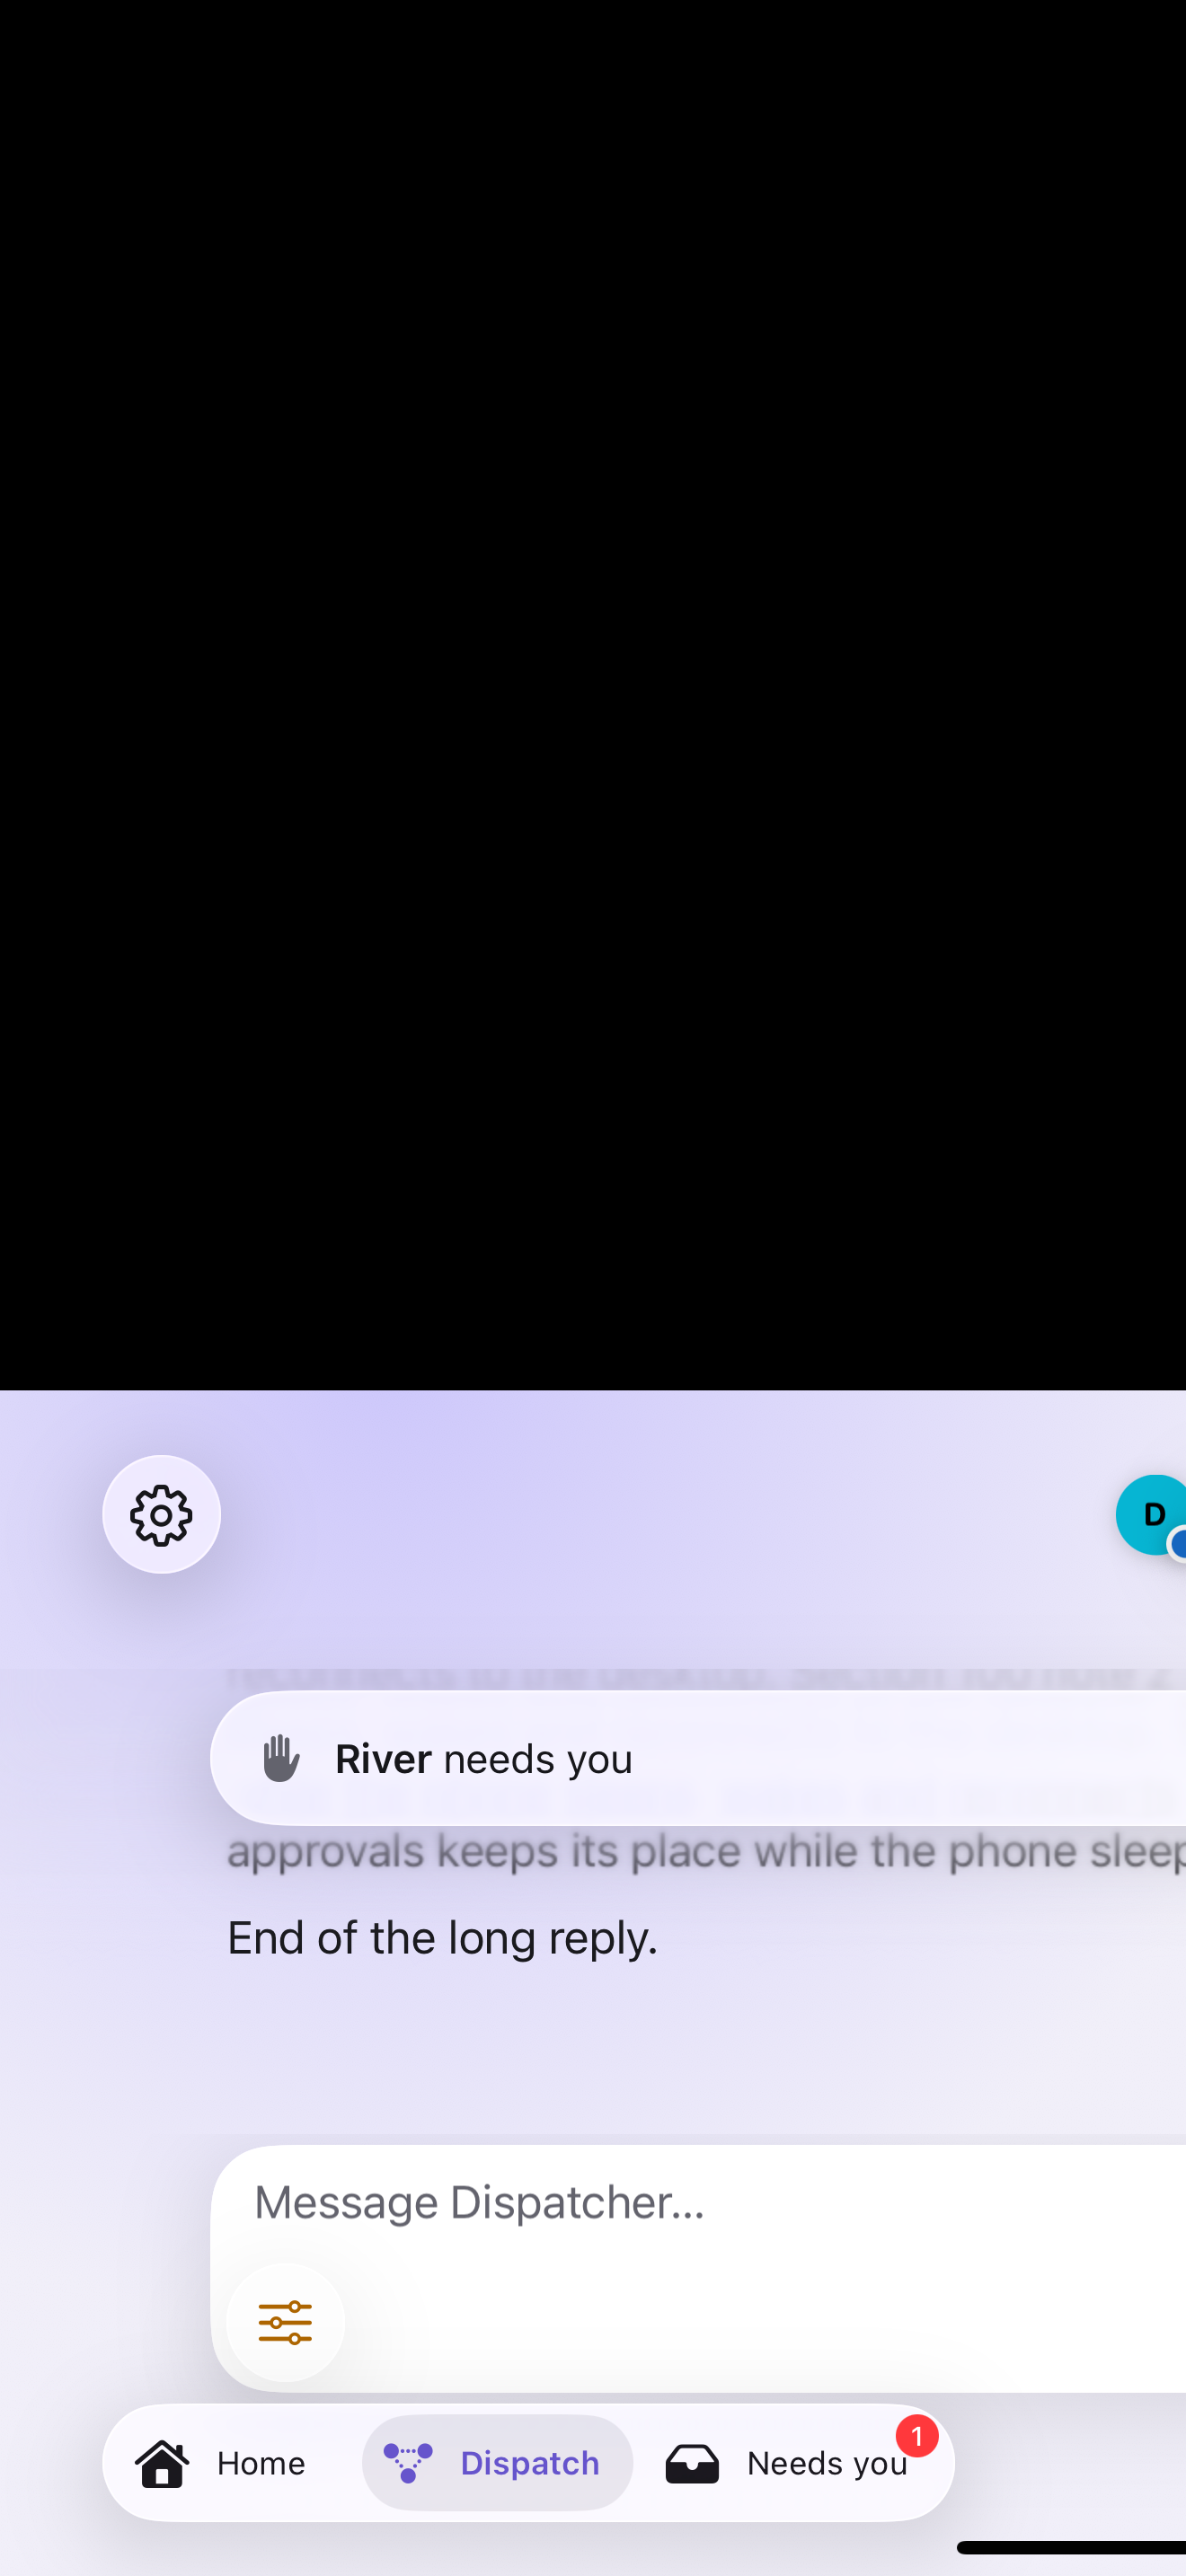 D
River needs you
approvals keeps its place while the phone
End of the long reply.
Message Dispatcher...
Home
Dispatch
Needs you
1